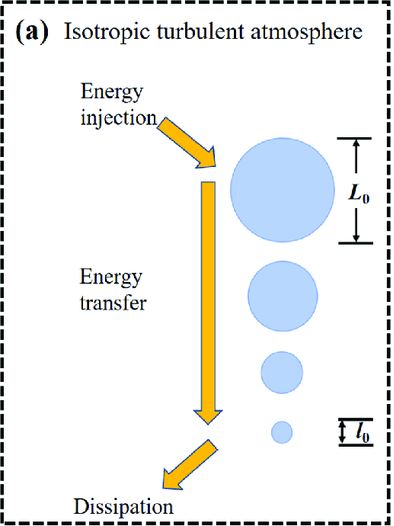 (a) Isotropic turbulent atmosphere
Energy
injection
L₀
Energy
transfer
l₀
Dissipation